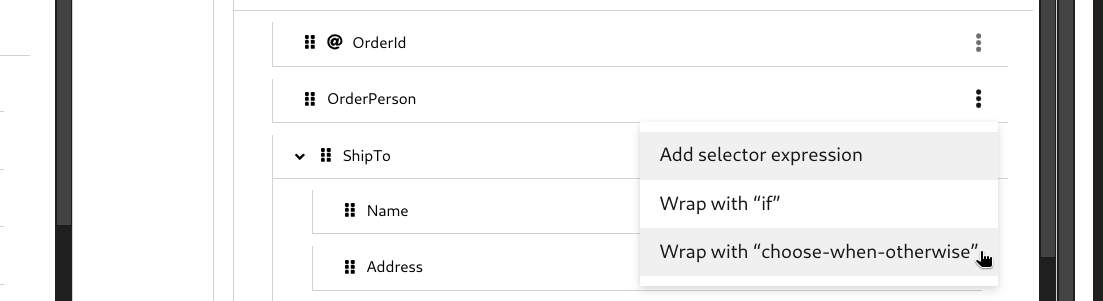 @ OrderId
OrderPerson
ShipTo
Name
Address
Add selector expression
Wrap with “if”
Wrap with “choose-when-otherwise”